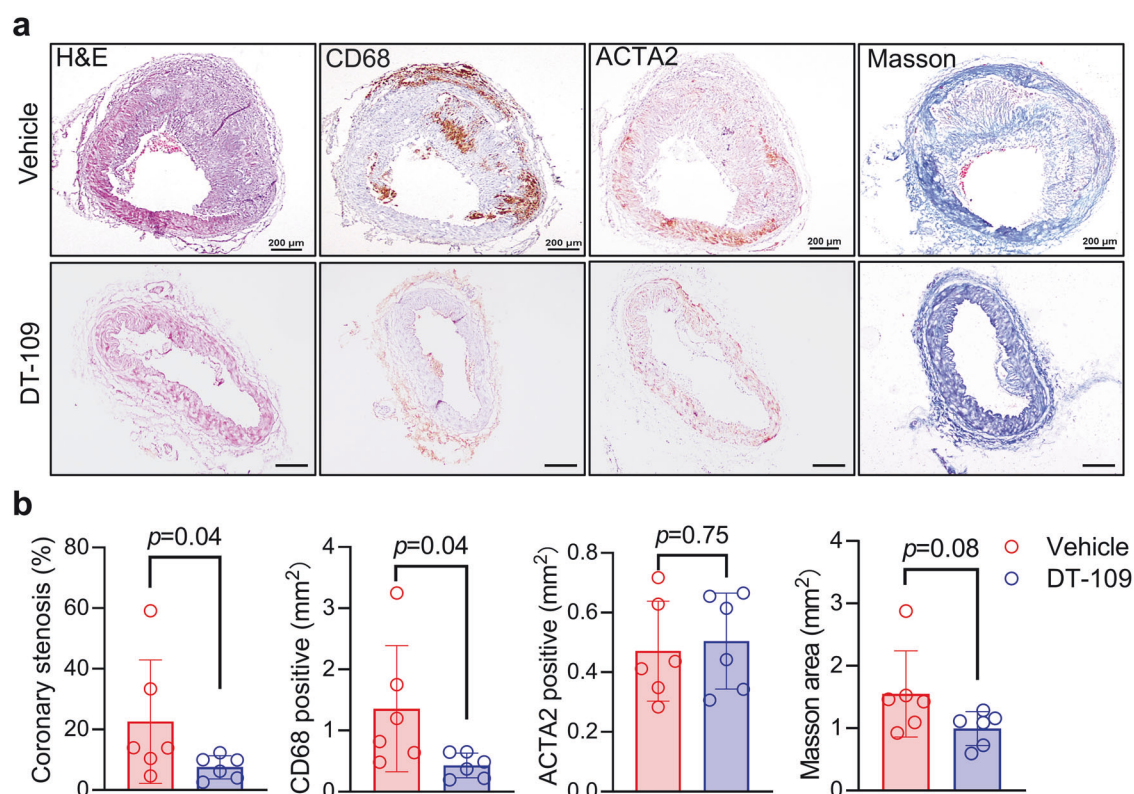 a
H&E
CD68
ACTA2
Masson
Vehicle
200 µm
200 µm
200 µm
200 µm
DT-109
b
Coronary stenosis (%)
80
60
40
20
0
p=0.04
CD68 positive (mm²)
4
3
2
1
0
p=0.04
ACTA2 positive (mm²)
0.8
0.6
0.4
0.2
0.0
p=0.75
Masson area (mm²)
4
3
2
1
0
p=0.08
Vehicle
DT-109